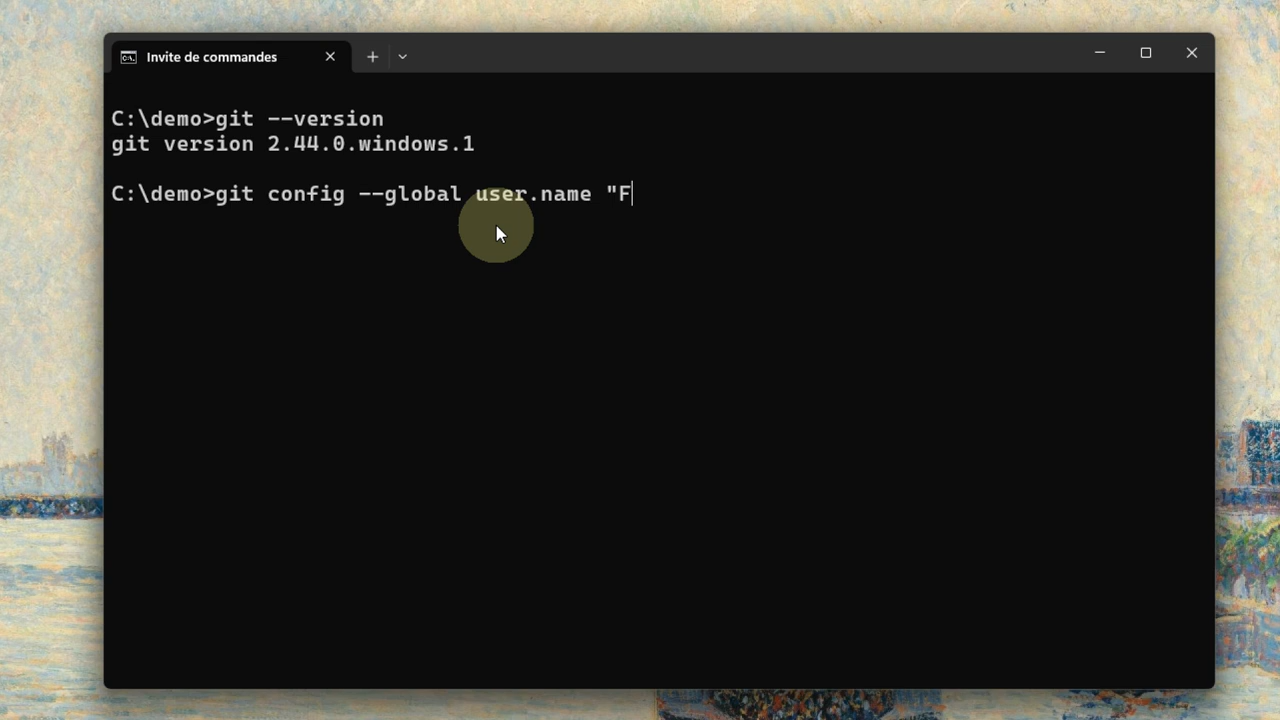 Invite de commandes
C:\demo>git --version
git version 2.44.0.windows.1
C:\demo>git config --global user.name "F